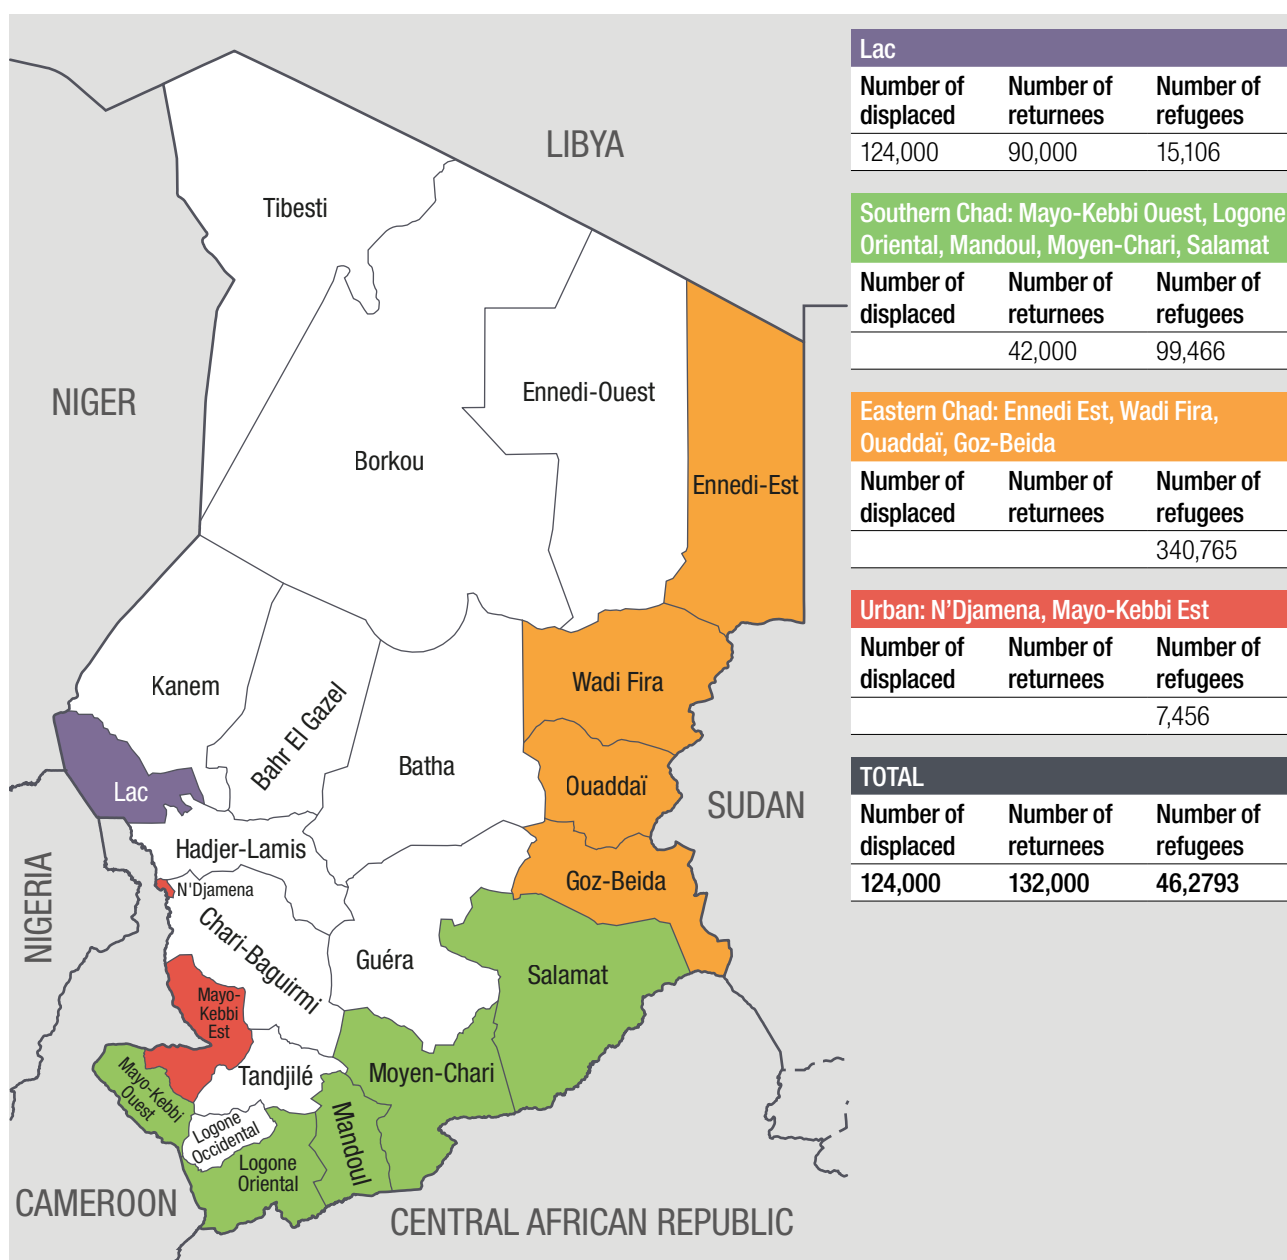 LIBYA
NIGER
NIGERIA
CAMEROON
CENTRAL AFRICAN REPUBLIC
SUDAN
Tibesti
Ennedi-Ouest
Borkou
Ennedi-Est
Kanem
Bahr El Gazel
Batha
Wadi Fira
Ouaddaï
Goz-Beida
Lac
Hadjer-Lamis
N'Djamena
Chari-Baguirmi
Guéra
Salamat
Mayo-
Kebbi
Est
Mayo-Kebbi
Ouest
Tandjilé
Moyen-Chari
Logone
Occidental
Logone
Oriental
Mandoul
Lac
Number of displaced Number of returnees Number of refugees
124,000 90,000 15,106
Southern Chad: Mayo-Kebbi Ouest, Logone
Oriental, Mandoul, Moyen-Chari, Salamat
Number of displaced Number of returnees Number of refugees
42,000 99,466
Eastern Chad: Ennedi Est, Wadi Fira,
Ouaddaï, Goz-Beida
Number of displaced Number of returnees Number of refugees
340,765
Urban: N’Djamena, Mayo-Kebbi Est
Number of displaced Number of returnees Number of refugees
7,456
TOTAL
Number of displaced Number of returnees Number of refugees
124,000 132,000 46,2793